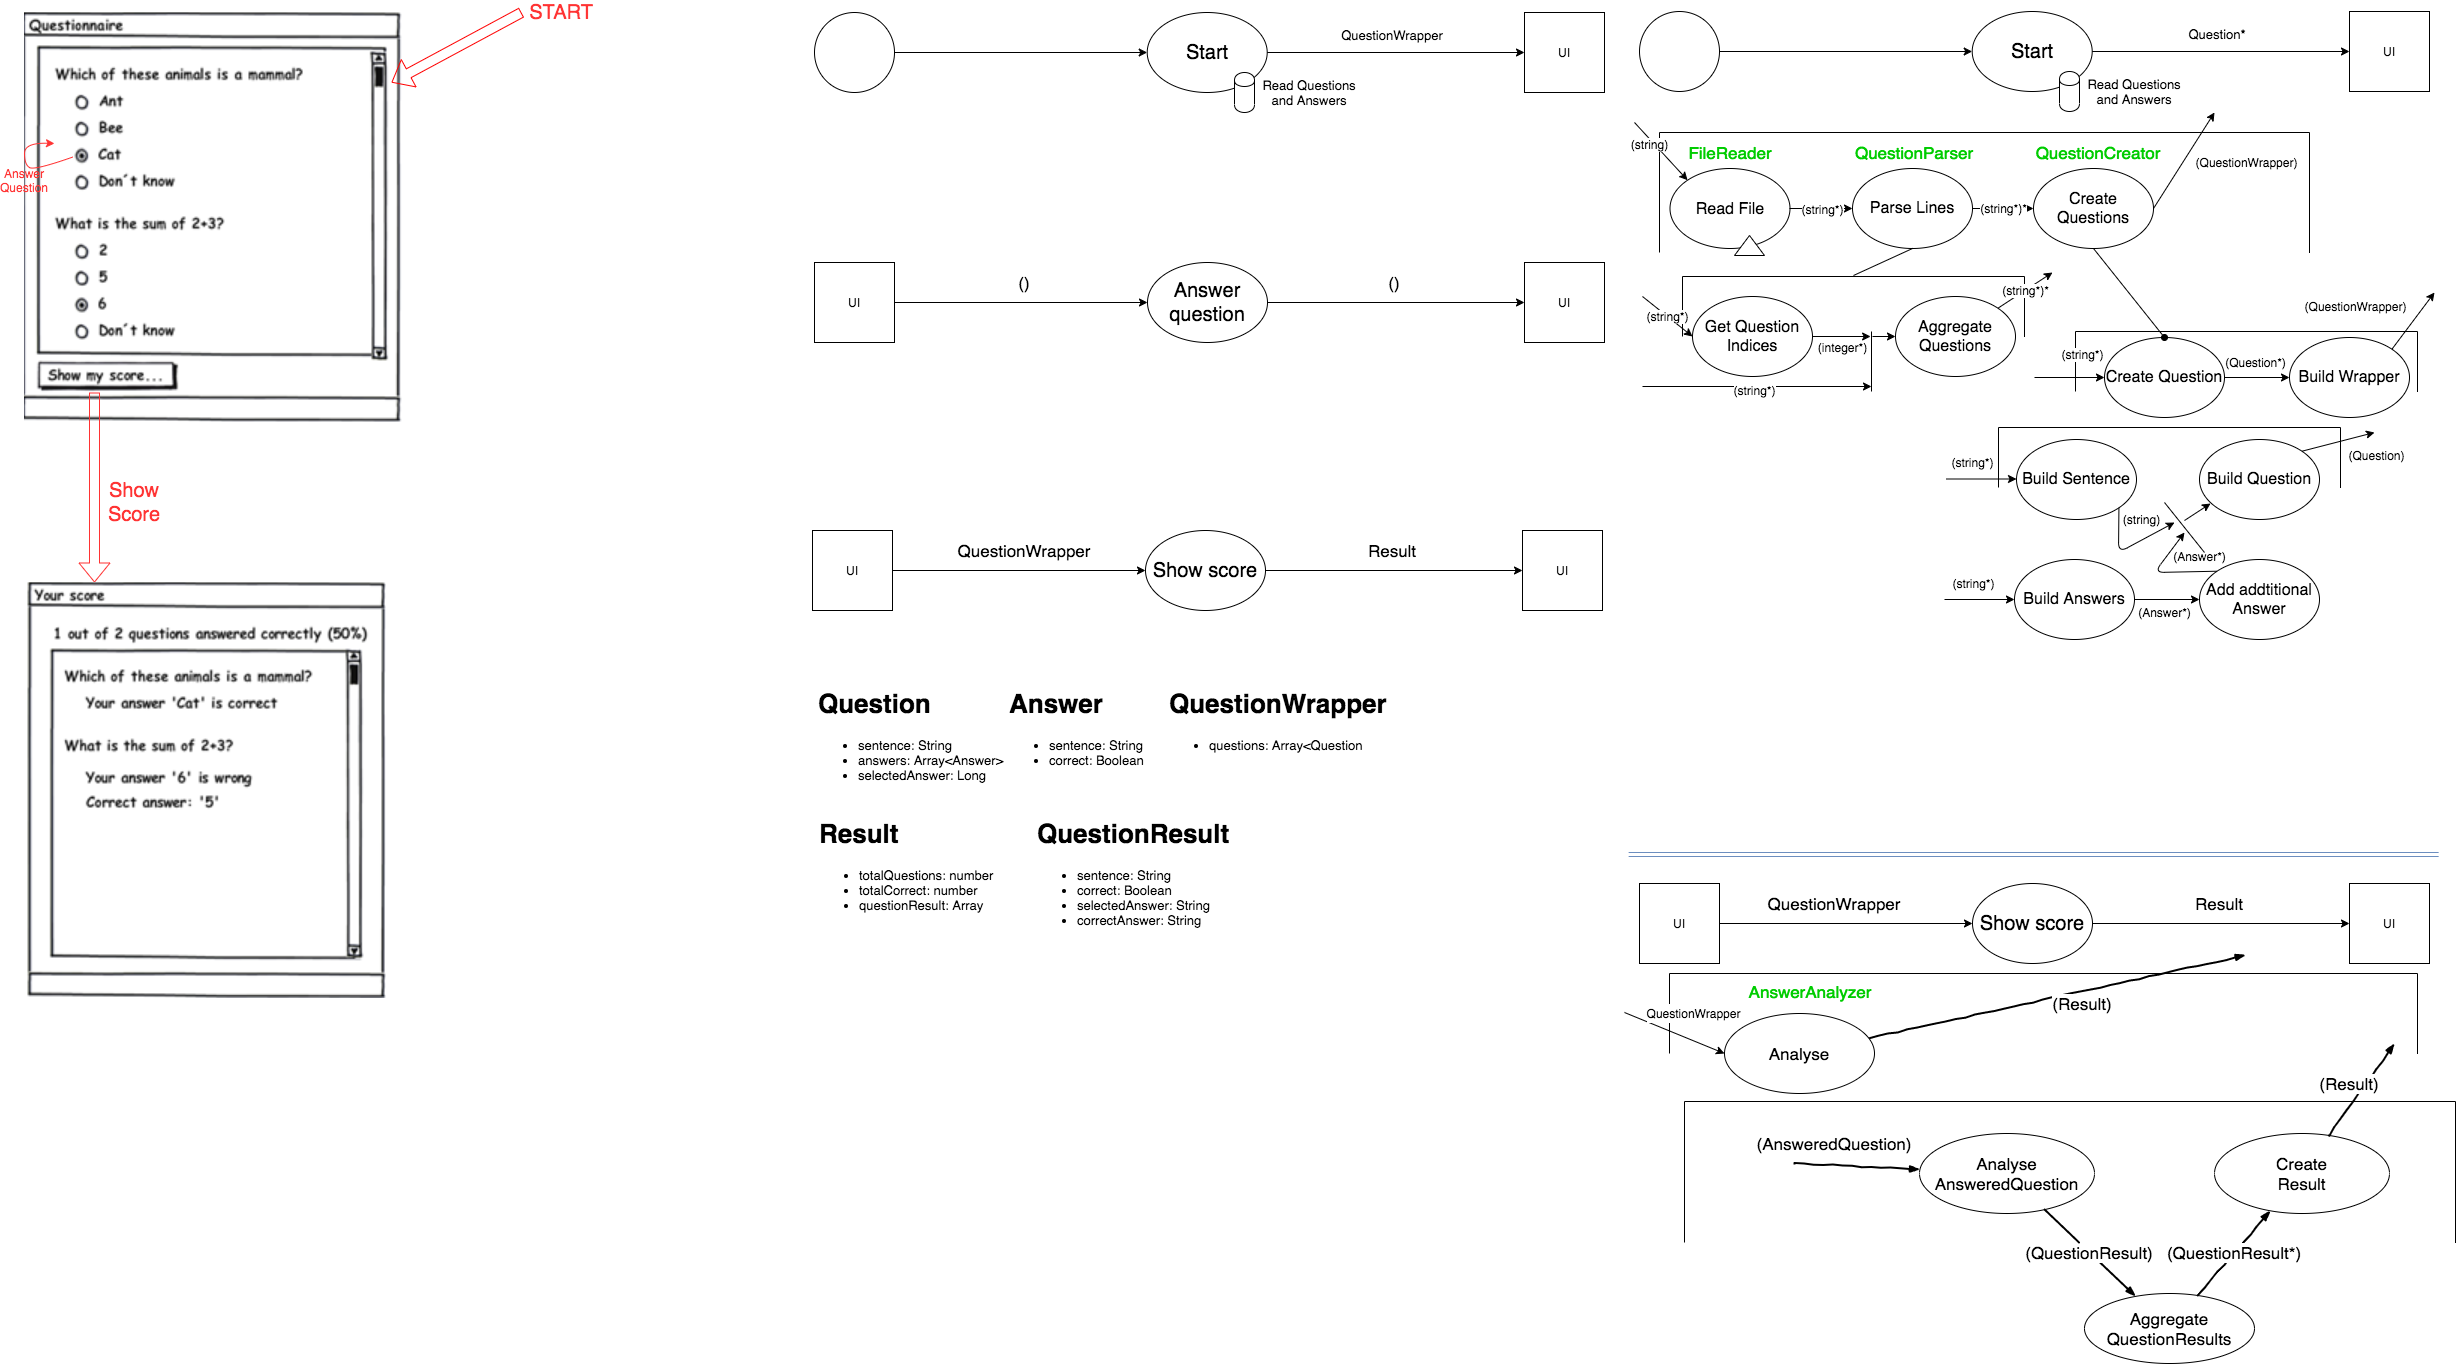 START
Questionnaire
Which of these animals is a mammal?
Ant
Bee
Cat
Don´t know
Answer
Question
What is the sum of 2+3?
2
5
6
Don´t know
Show my score...
Show
Score
Your score
1 out of 2 questions answered correctly (50%)
Which of these animals is a mammal?
Your answer 'Cat' is correct
What is the sum of 2+3?
Your answer '6' is wrong
Correct answer: '5'
Start
QuestionWrapper
UI
Read Questions
and Answers
UI
()
Answer
question
()
UI
UI
QuestionWrapper
Show score
Result
UI
Question
sentence: String
answers: Array<Answer>
selectedAnswer: Long
Answer
sentence: String
correct: Boolean
QuestionWrapper
questions: Array<Question
Result
totalQuestions: number
totalCorrect: number
questionResult: Array
QuestionResult
sentence: String
correct: Boolean
selectedAnswer: String
correctAnswer: String
Start
Question*
UI
Read Questions
and Answers
(string)
FileReader
QuestionParser
QuestionCreator
(QuestionWrapper)
Read File
(string*)
Parse Lines
(string*)*
Create
Questions
(string*)
Get Question
Indices
(integer*)
Aggregate
Questions
(string*)*
(string*)
(QuestionWrapper)
(string*)
Create Question
(Question*)
Build Wrapper
(string*)
Build Sentence
Build Question
(Question)
(string)
(Answer*)
(string*)
Build Answers
(Answer*)
Add addtitional
Answer
UI
QuestionWrapper
Show score
Result
UI
AnswerAnalyzer
QuestionWrapper
Analyse
(Result)
(Result)
(AnsweredQuestion)
Analyse
AnsweredQuestion
Create
Result
(QuestionResult)
(QuestionResult*)
Aggregate
QuestionResults